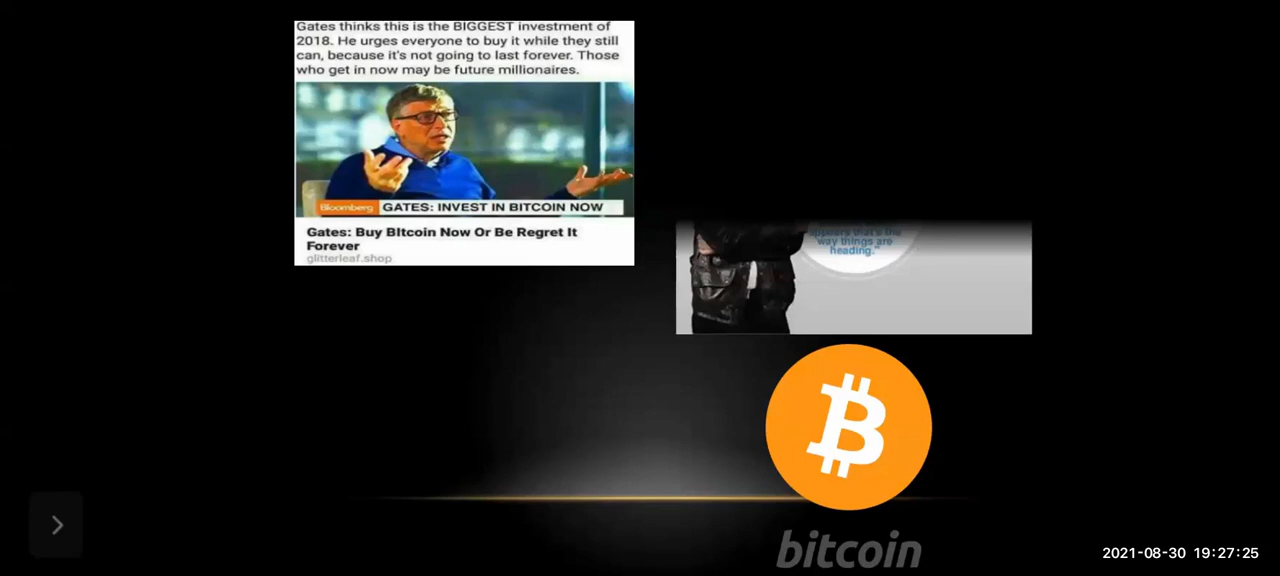 Gates thinks this is the BIGGEST investment of
2018. He urges everyone to buy it while they still
can, because it's not going to last forever. Those
who get in now may be future millionaires.
Bloomberg GATES: INVEST IN BITCOIN NOW
Gates: Buy BItcoin Now Or Be Regret It
Forever
glitterleaf.shop
appears that's the
way things are
heading."
bitcoin
2021-08-30 19:27:25